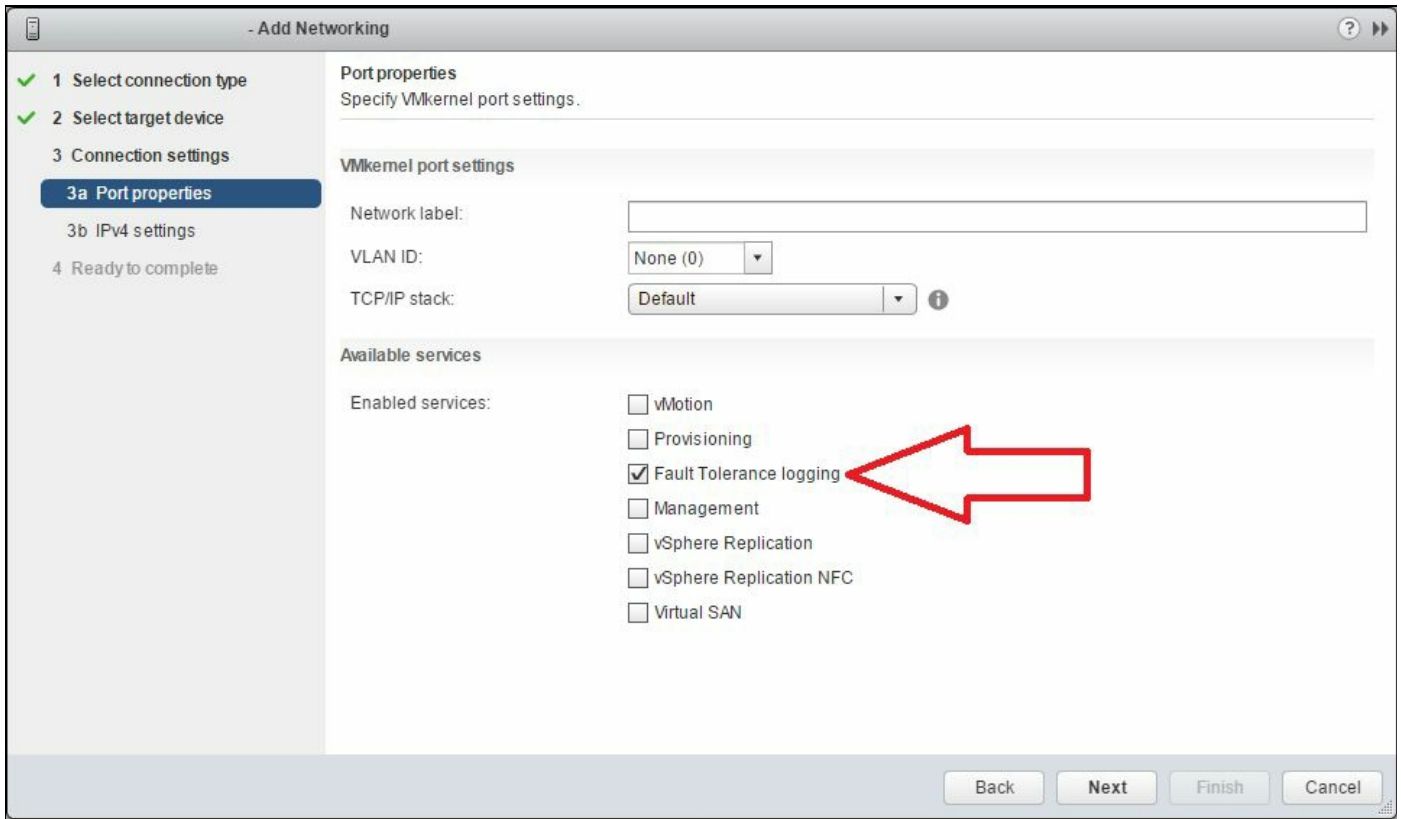 - Add Networking
?
1 Select connection type
2 Select target device
3 Connection settings
3a Port properties
3b IPv4 settings
4 Ready to complete
Port properties
Specify VMkernel port settings.
VMkernel port settings
Network label:
VLAN ID: None (0)
TCP/IP stack: Default
Available services
Enabled services:
vMotion
Provisioning
Fault Tolerance logging
Management
vSphere Replication
vSphere Replication NFC
Virtual SAN
Back Next Finish Cancel